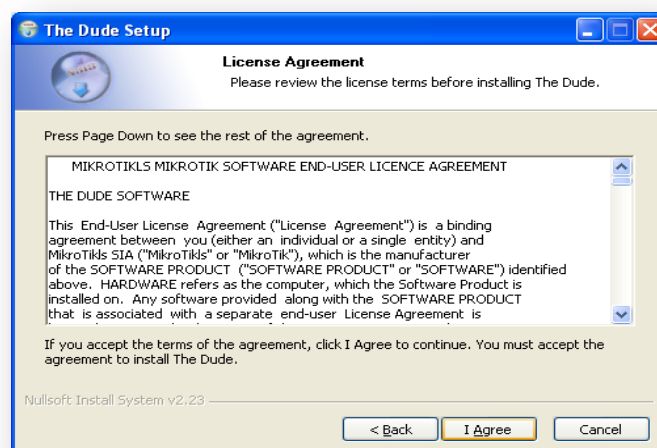 The Dude Setup
License Agreement
Please review the license terms before installing The Dude.
Press Page Down to see the rest of the agreement.
MIKROTIKLS MIKROTIK SOFTWARE END-USER LICENCE AGREEMENT
THE DUDE SOFTWARE
This End-User License Agreement ("License Agreement") is a binding
agreement between you (either an individual or a single entity) and
MikroTikls SIA ("MikroTikls" or "MikroTik"), which is the manufacturer
of the SOFTWARE PRODUCT ("SOFTWARE PRODUCT" or "SOFTWARE") identified
above. HARDWARE refers as the computer, which the Software Product is
installed on. Any software provided along with the SOFTWARE PRODUCT
that is associated with a separate end-user License Agreement is
If you accept the terms of the agreement, click I Agree to continue. You must accept the
agreement to install The Dude.
Nullsoft Install System v2.23
< Back I Agree Cancel